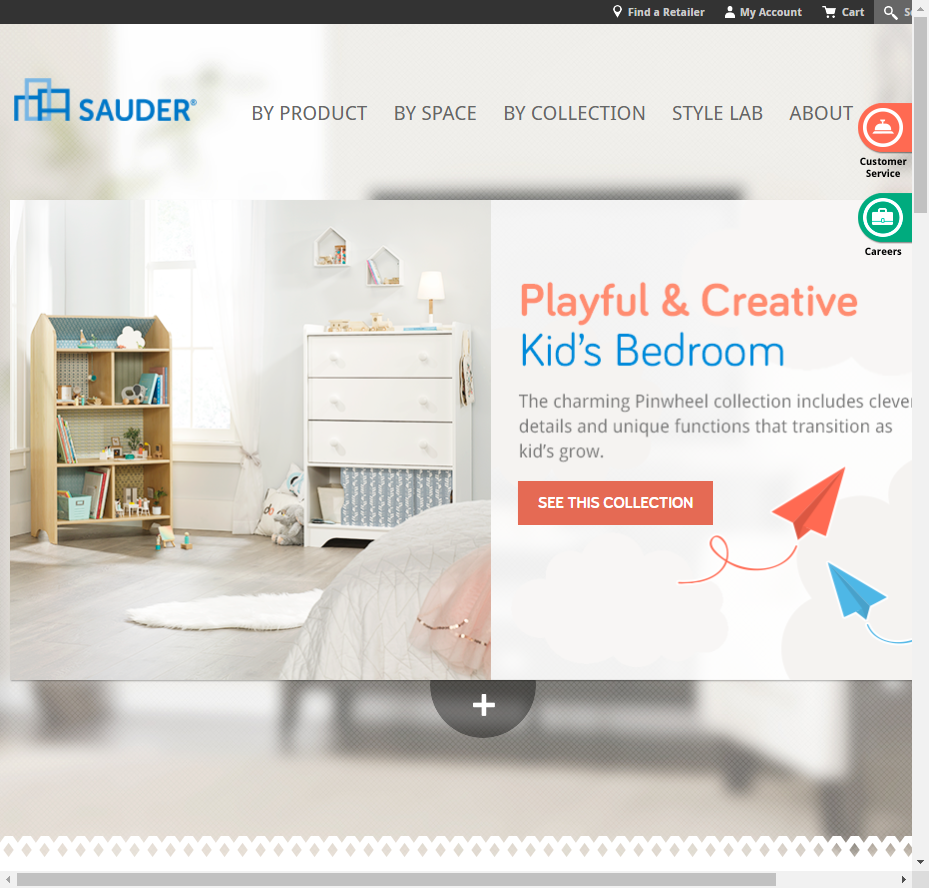 Find a Retailer My Account Cart S
SAUDER®
BY PRODUCT BY SPACE BY COLLECTION STYLE LAB ABOUT
Customer
Service
Careers
Playful & Creative
Kid's Bedroom
The charming Pinwheel collection includes clever
details and unique functions that transition as
kid's grow.
SEE THIS COLLECTION
+